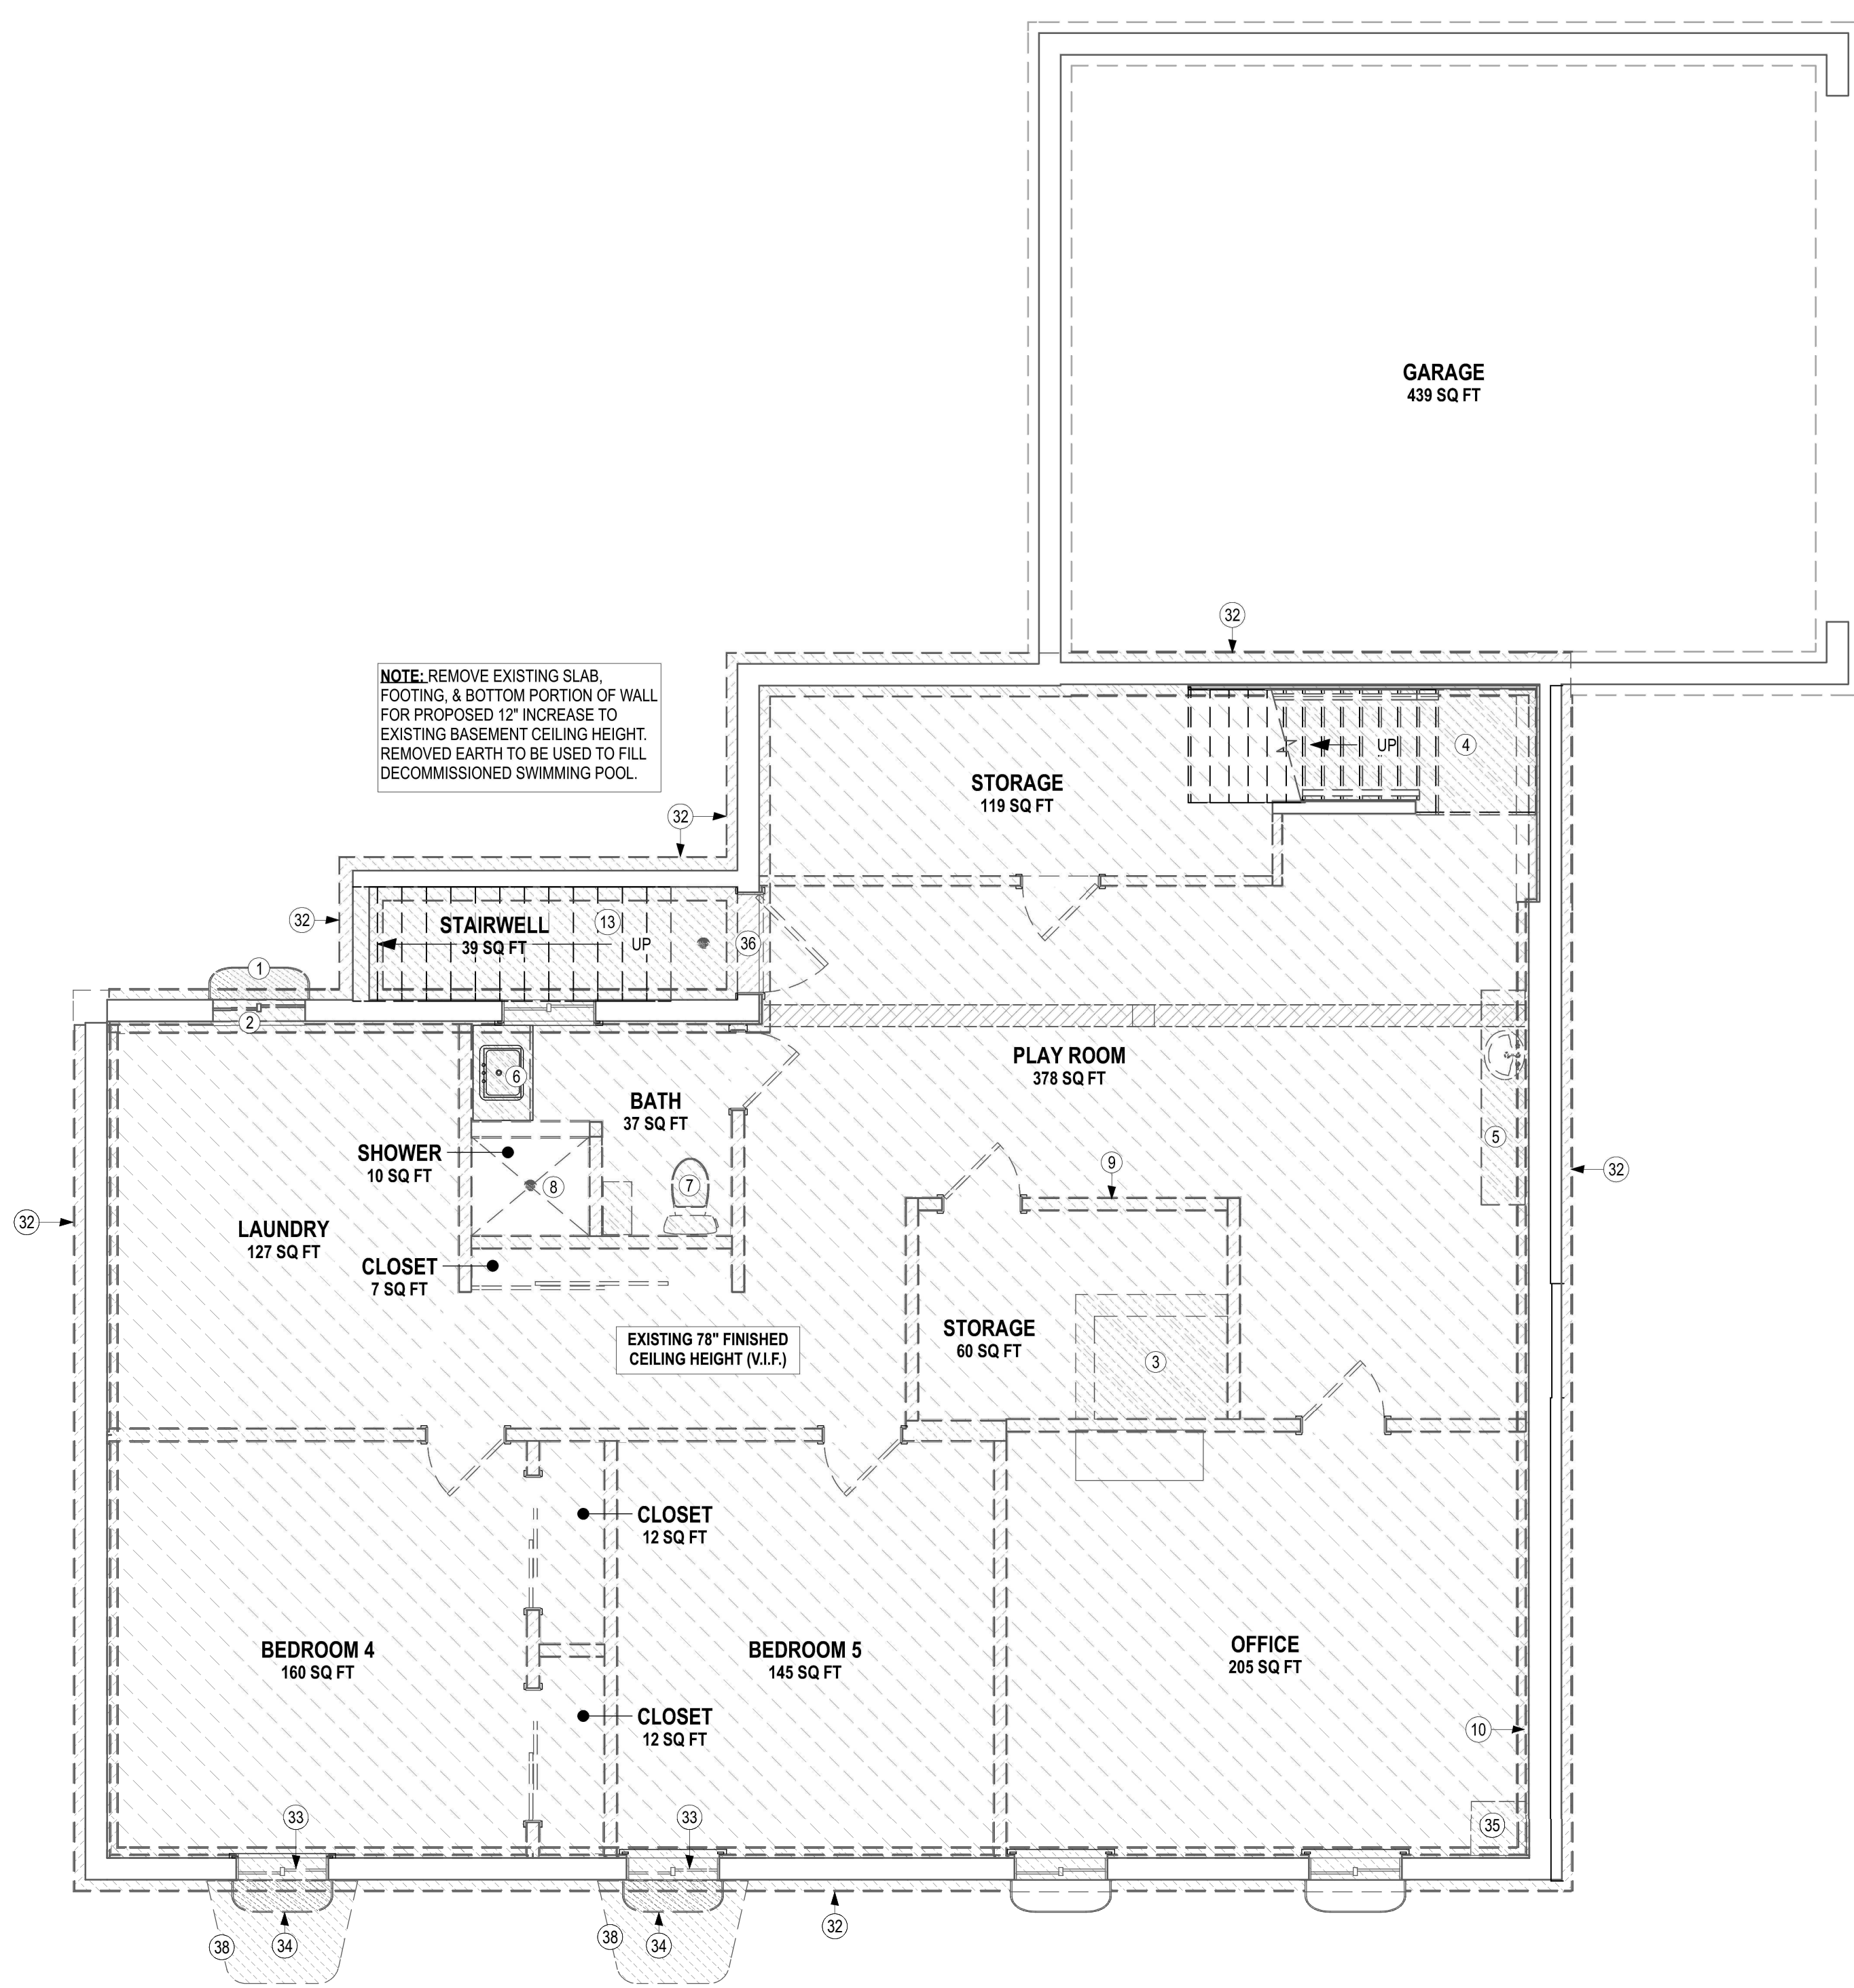 GARAGE
439 SQ FT
32
NOTE: REMOVE EXISTING SLAB,
FOOTING, & BOTTOM PORTION OF WALL
FOR PROPOSED 12" INCREASE TO
EXISTING BASEMENT CEILING HEIGHT.
REMOVED EARTH TO BE USED TO FILL
DECOMMISSIONED SWIMMING POOL.
UP
4
STORAGE
119 SQ FT
32
32
STAIRWELL
39 SQ FT
13
UP
36
1
2
PLAY ROOM
378 SQ FT
6
BATH
37 SQ FT
5
SHOWER
10 SQ FT
8
7
9
32
32
LAUNDRY
127 SQ FT
CLOSET
7 SQ FT
EXISTING 78" FINISHED
CEILING HEIGHT (V.I.F.)
STORAGE
60 SQ FT
3
CLOSET
12 SQ FT
BEDROOM 4
160 SQ FT
BEDROOM 5
145 SQ FT
OFFICE
205 SQ FT
CLOSET
12 SQ FT
10
33
33
35
38
34
38
34
32